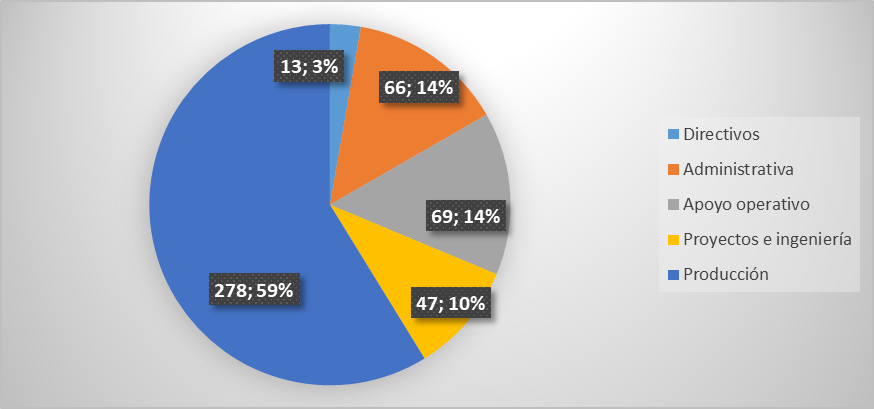 13; 3%
66; 14%
69; 14%
47; 10%
278; 59%
Directivos
Administrativa
Apoyo operativo
Proyectos e ingeniería
Producción